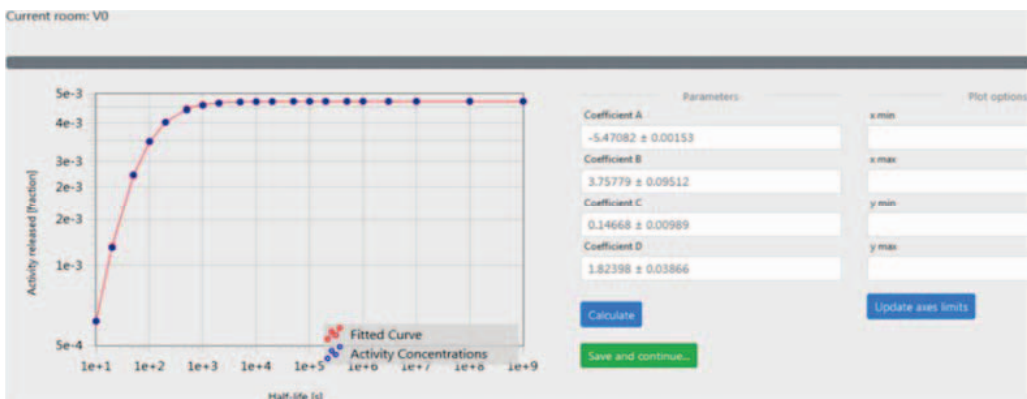 Current room: V0
5e-3
4e-3
3e-3
2e-3
2e-3
1e-3
5e-4
Activity released [fraction]
1e+1 1e+2 1e+3 1e+4 1e+5 1e+6 1e+7 1e+8 1e+9
Half-life [s]
Fitted Curve
Activity Concentrations
Parameters
Coefficient A
-5.47082 ± 0.00153
Coefficient B
3.75779 ± 0.09512
Coefficient C
0.14668 ± 0.00989
Coefficient D
1.82398 ± 0.03866
Calculate
Save and continue...
Plot options
x min
x max
y min
y max
Update axes limits